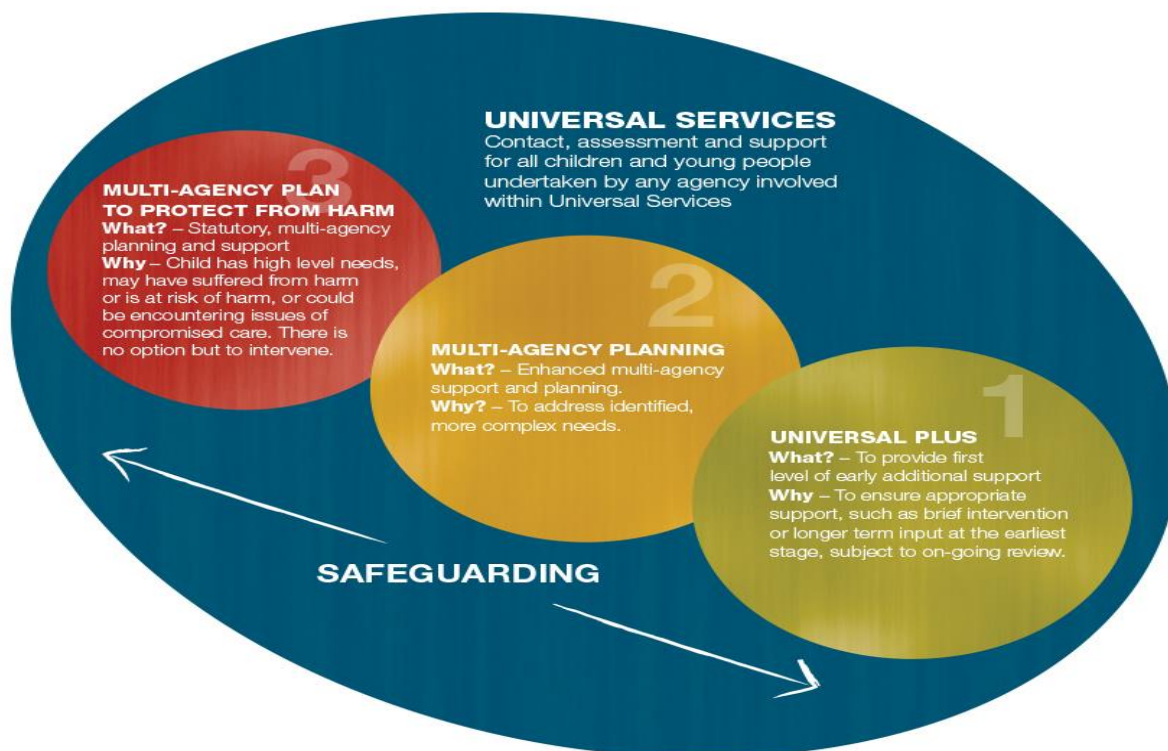 UNIVERSAL SERVICES
Contact, assessment and support
for all children and young people
undertaken by any agency involved
within Universal Services
3
MULTI-AGENCY PLAN
TO PROTECT FROM HARM
What? – Statutory, multi-agency
planning and support
Why – Child has high level needs,
may have suffered from harm
or is at risk of harm, or could
be encountering issues of
compromised care. There is
no option but to intervene.
2
MULTI-AGENCY PLANNING
What? – Enhanced multi-agency
support and planning.
Why? – To address identified,
more complex needs.
1
UNIVERSAL PLUS
What? – To provide first
level of early additional support
Why – To ensure appropriate
support, such as brief intervention
or longer term input at the earliest
stage, subject to on-going review.
SAFEGUARDING